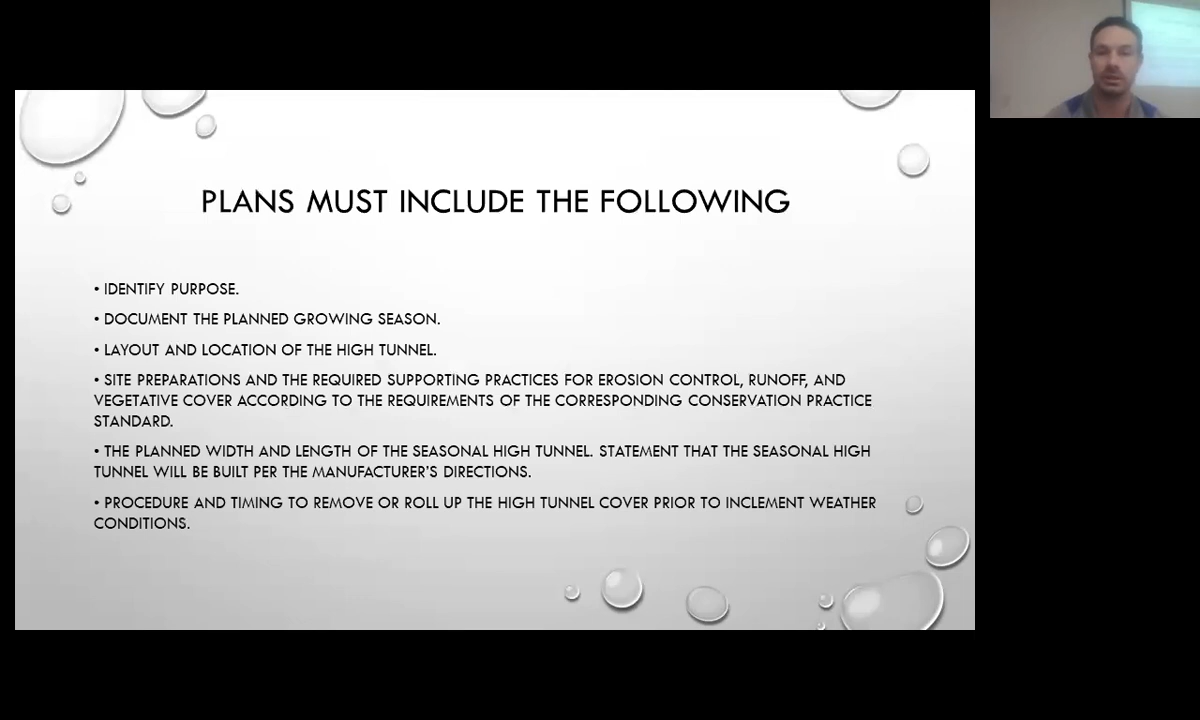 PLANS MUST INCLUDE THE FOLLOWING
• IDENTIFY PURPOSE.
• DOCUMENT THE PLANNED GROWING SEASON.
• LAYOUT AND LOCATION OF THE HIGH TUNNEL.
• SITE PREPARATIONS AND THE REQUIRED SUPPORTING PRACTICES FOR EROSION CONTROL, RUNOFF, AND
VEGETATIVE COVER ACCORDING TO THE REQUIREMENTS OF THE CORRESPONDING CONSERVATION PRACTICE
STANDARD.
• THE PLANNED WIDTH AND LENGTH OF THE SEASONAL HIGH TUNNEL. STATEMENT THAT THE SEASONAL HIGH
TUNNEL WILL BE BUILT PER THE MANUFACTURER'S DIRECTIONS.
• PROCEDURE AND TIMING TO REMOVE OR ROLL UP THE HIGH TUNNEL COVER PRIOR TO INCLEMENT WEATHER
CONDITIONS.